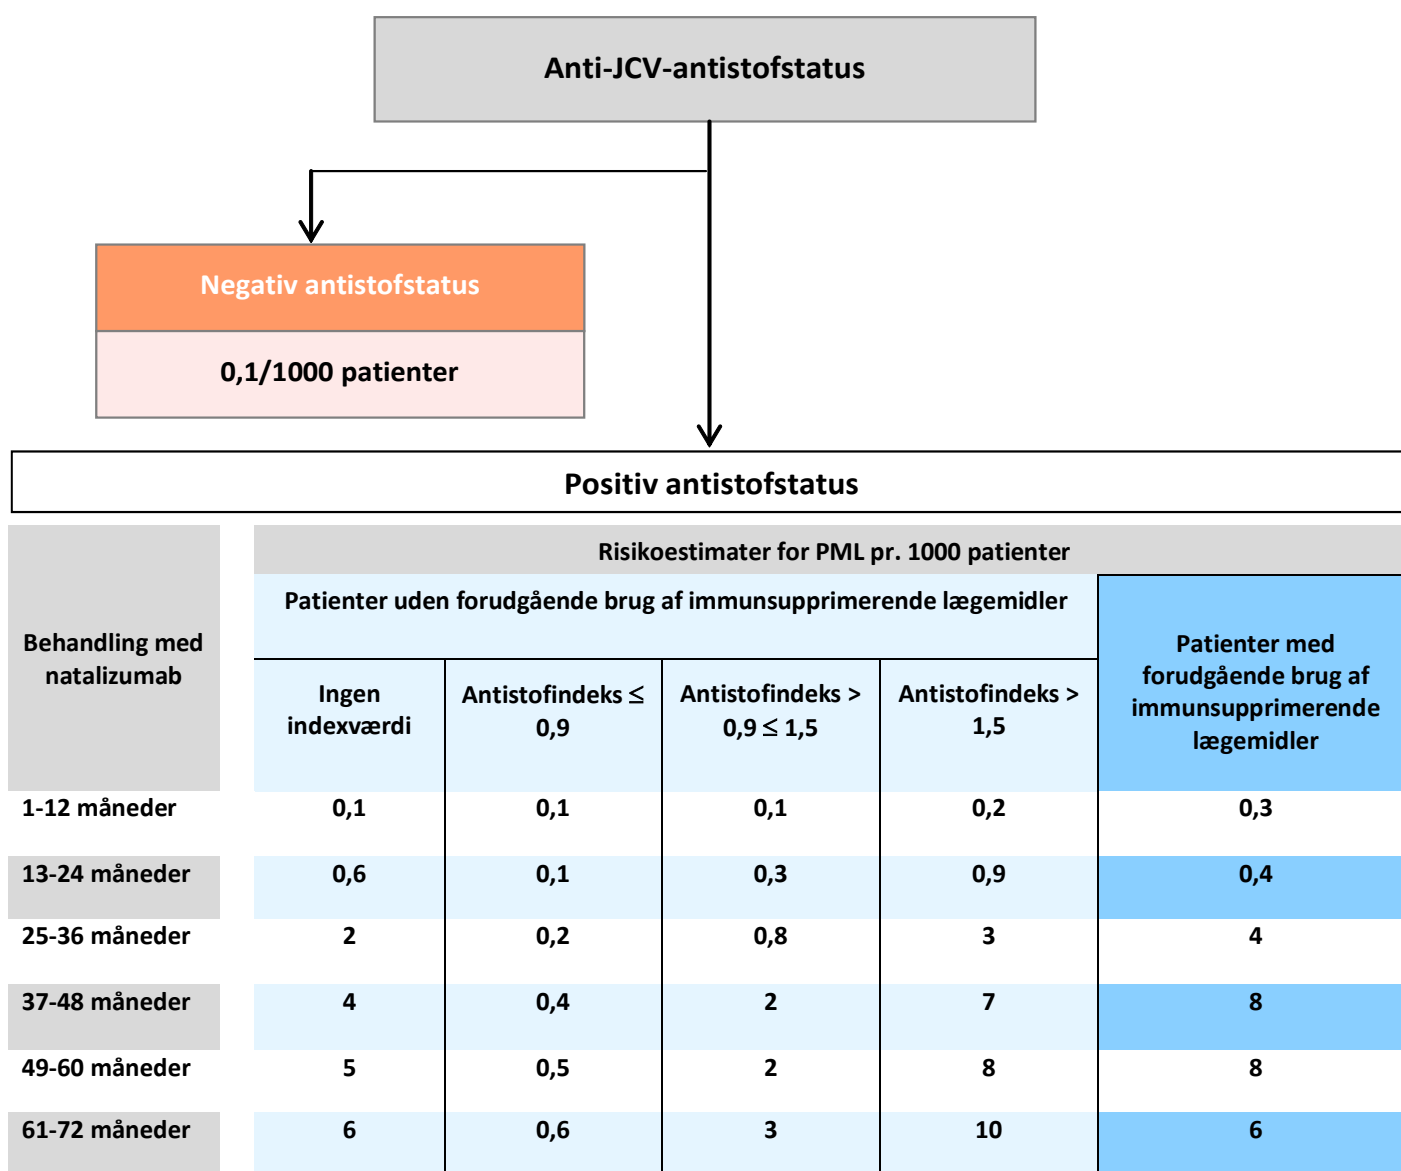 Anti-JCV-antistofstatus
Negativ antistofstatus
0,1/1000 patienter
Positiv antistofstatus
Behandling med
natalizumab
Risikoestimater for PML pr. 1000 patienter
Patienter uden forudgående brug af immunsupprimerende lægemidler
Patienter med
forudgående brug af
immunsupprimerende
lægemidler
Ingen
indexværdi
Antistofindeks ≤
0,9
Antistofindeks >
0,9 ≤ 1,5
Antistofindeks >
1,5
1-12 måneder 0,1 0,1 0,1 0,2 0,3
13-24 måneder 0,6 0,1 0,3 0,9 0,4
25-36 måneder 2 0,2 0,8 3 4
37-48 måneder 4 0,4 2 7 8
49-60 måneder 5 0,5 2 8 8
61-72 måneder 6 0,6 3 10 6